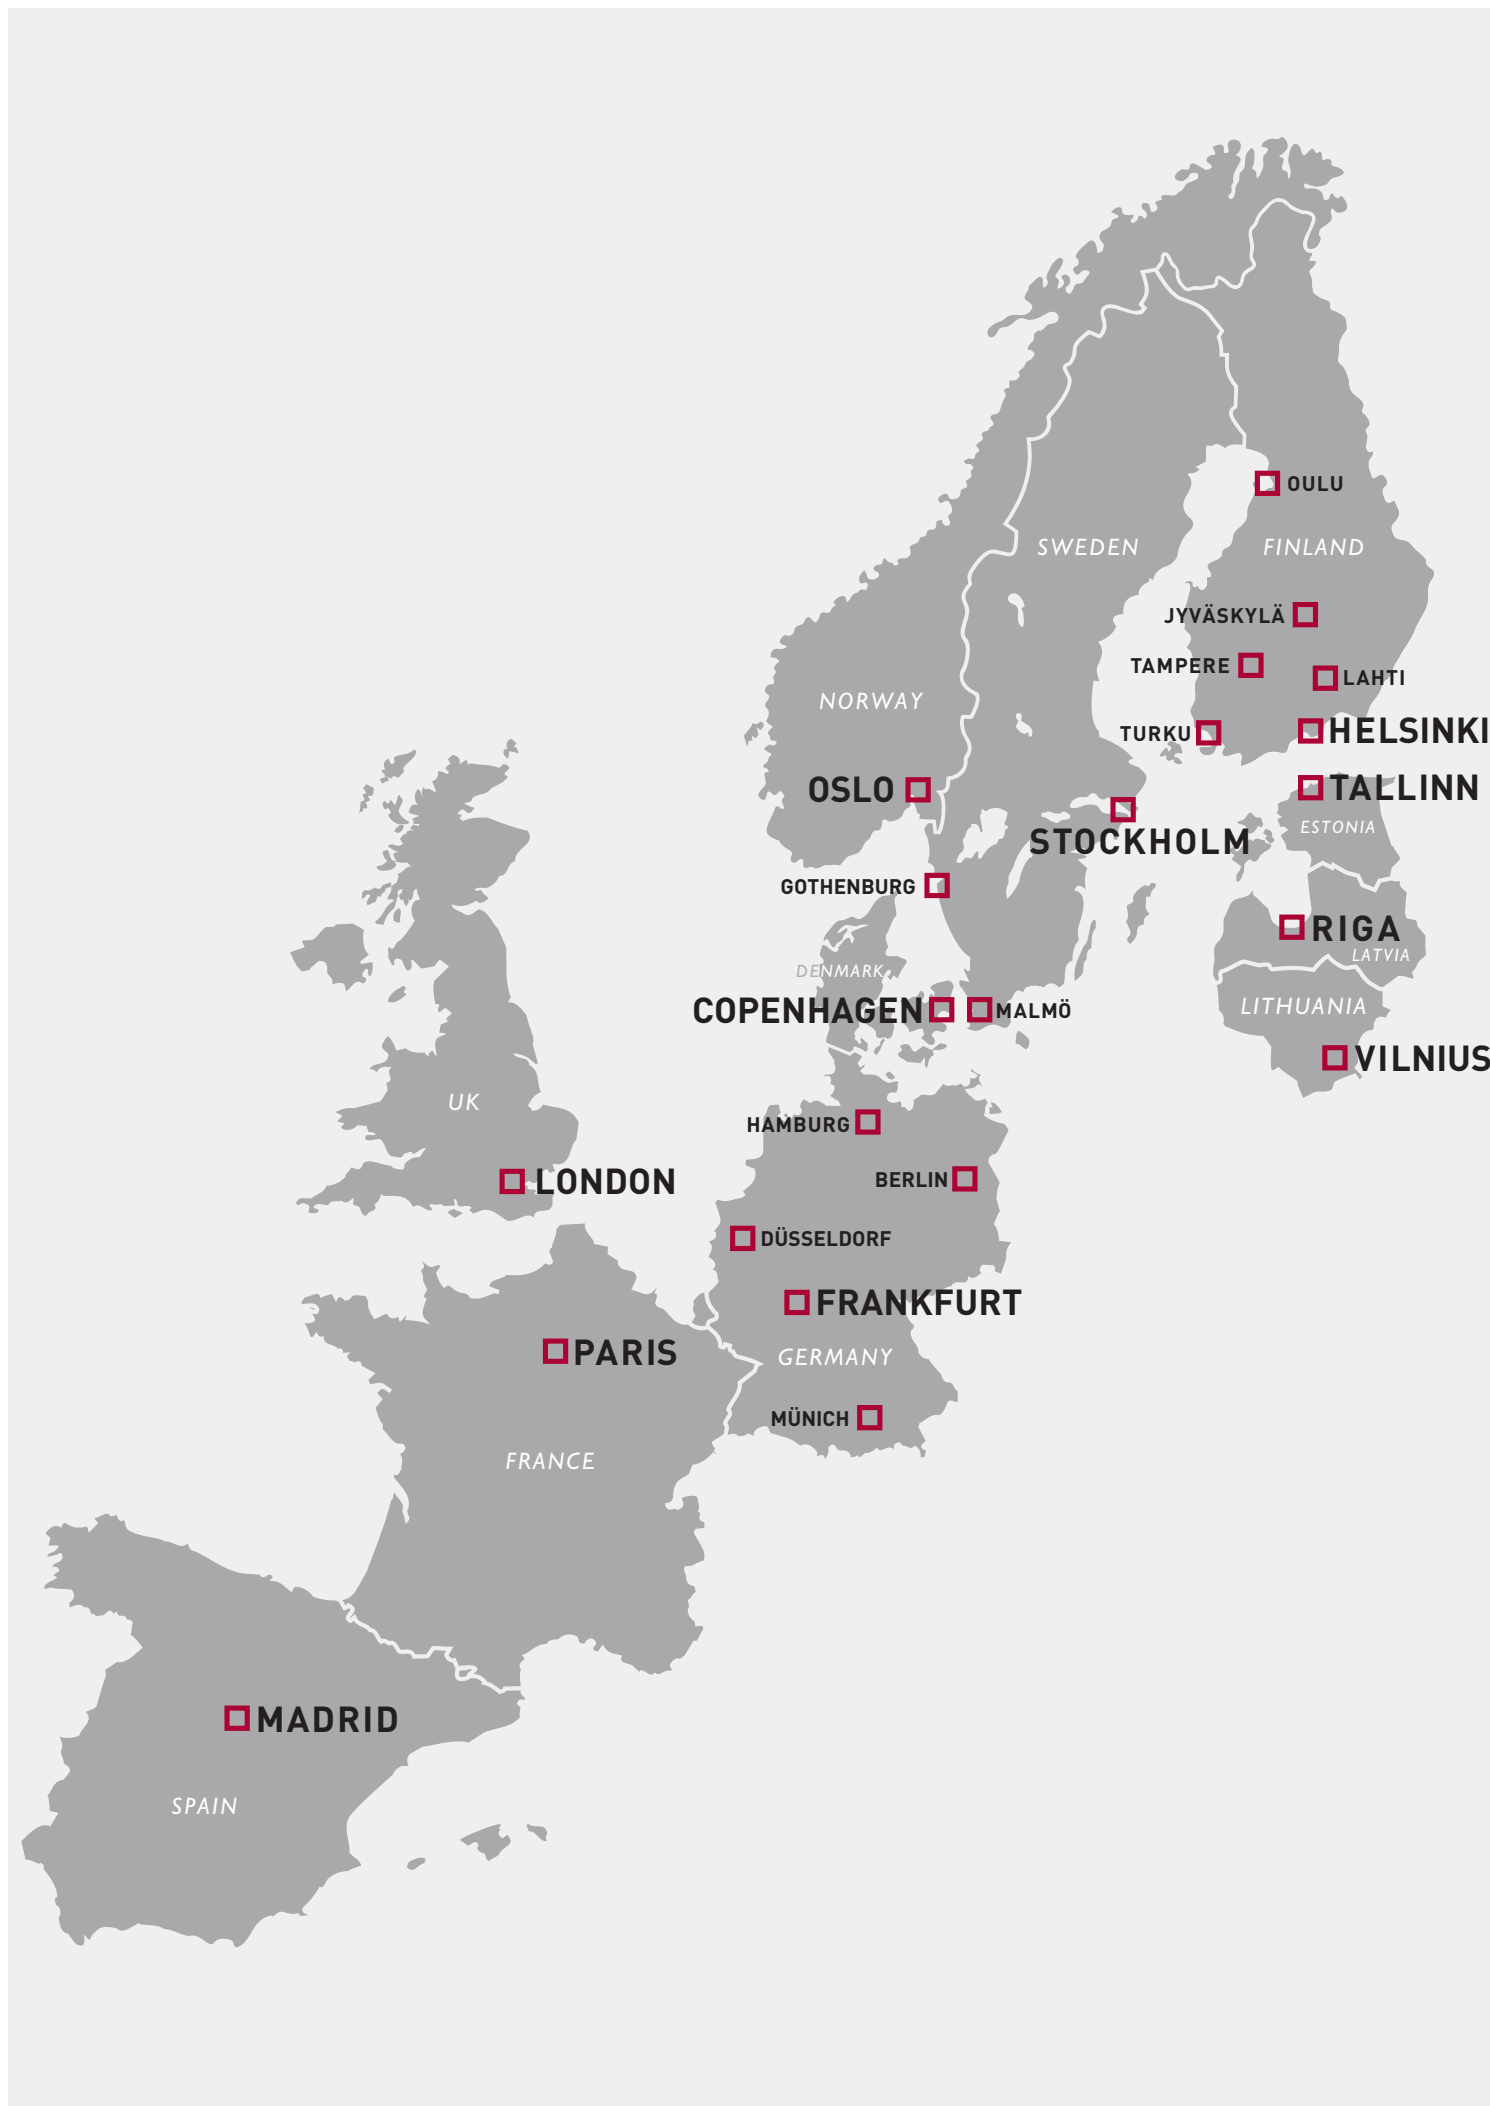 OULU
SWEDEN
FINLAND
JYVÄSKYLÄ
TAMPERE
LAHTI
NORWAY
TURKU
HELSINKI
OSLO
TALLINN
ESTONIA
STOCKHOLM
GOTHENBURG
RIGA
LATVIA
DENMARK
COPENHAGEN
MALMÖ
LITHUANIA
VILNIUS
UK
HAMBURG
BERLIN
LONDON
DÜSSELDORF
FRANKFURT
PARIS
GERMANY
MÜNICH
FRANCE
MADRID
SPAIN